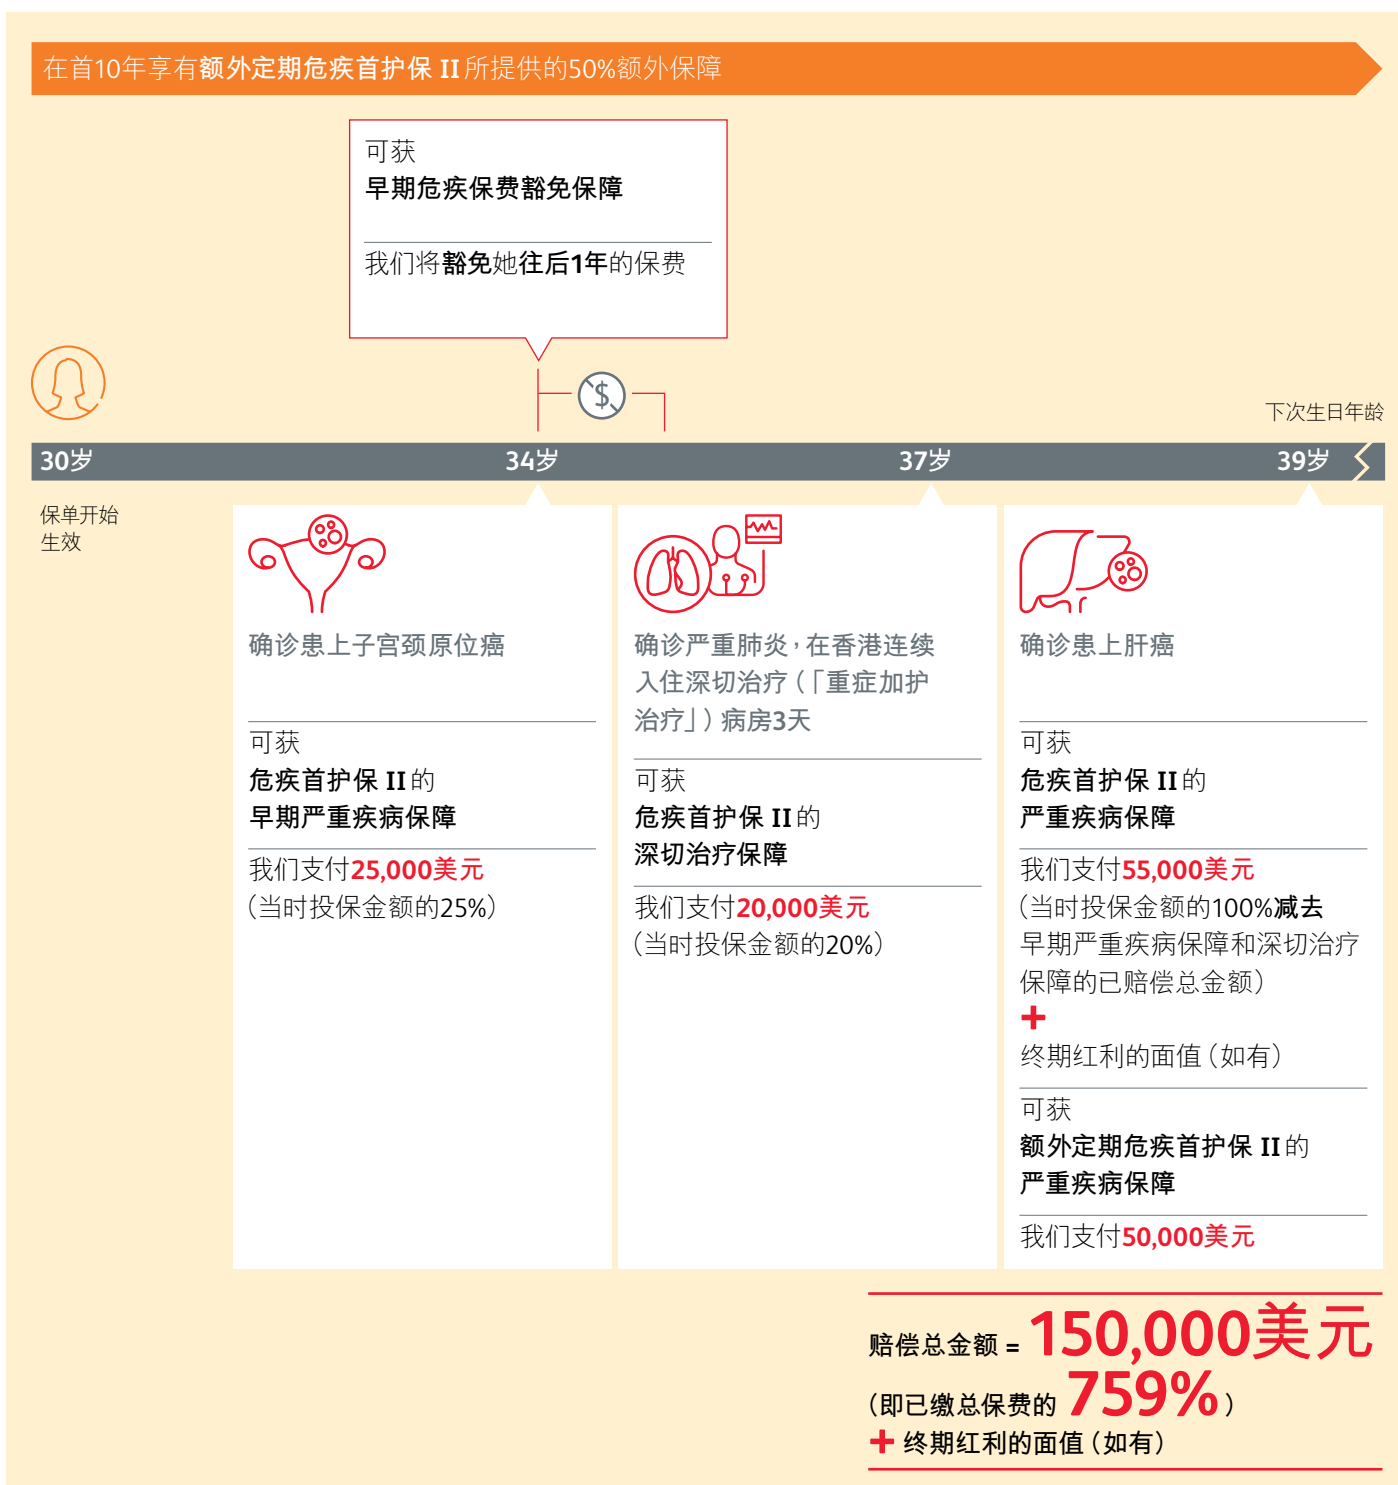 在首10年享有额外定期危疾首护保 II 所提供的50%额外保障
可获
早期危疾保费豁免保障
我们将豁免她往后1年的保费
$
下次生日年龄
30岁
34岁
37岁
39岁
保单开始
生效
确诊患上子宫颈原位癌
可获
危疾首护保 II 的
早期严重疾病保障
我们支付25,000美元
（当时投保金额的25%）
确诊严重肺炎，在香港连续
入住深切治疗（「重症加护
治疗」）病房3天
可获
危疾首护保 II 的
深切治疗保障
我们支付20,000美元
（当时投保金额的20%）
确诊患上肝癌
可获
危疾首护保 II 的
严重疾病保障
我们支付55,000美元
（当时投保金额的100%减去
早期严重疾病保障和深切治疗
保障的已赔偿总金额）
+
终期红利的面值（如有）
可获
额外定期危疾首护保 II 的
严重疾病保障
我们支付50,000美元
赔偿总金额 = 150,000美元
（即已缴总保费的 759%）
+ 终期红利的面值（如有）